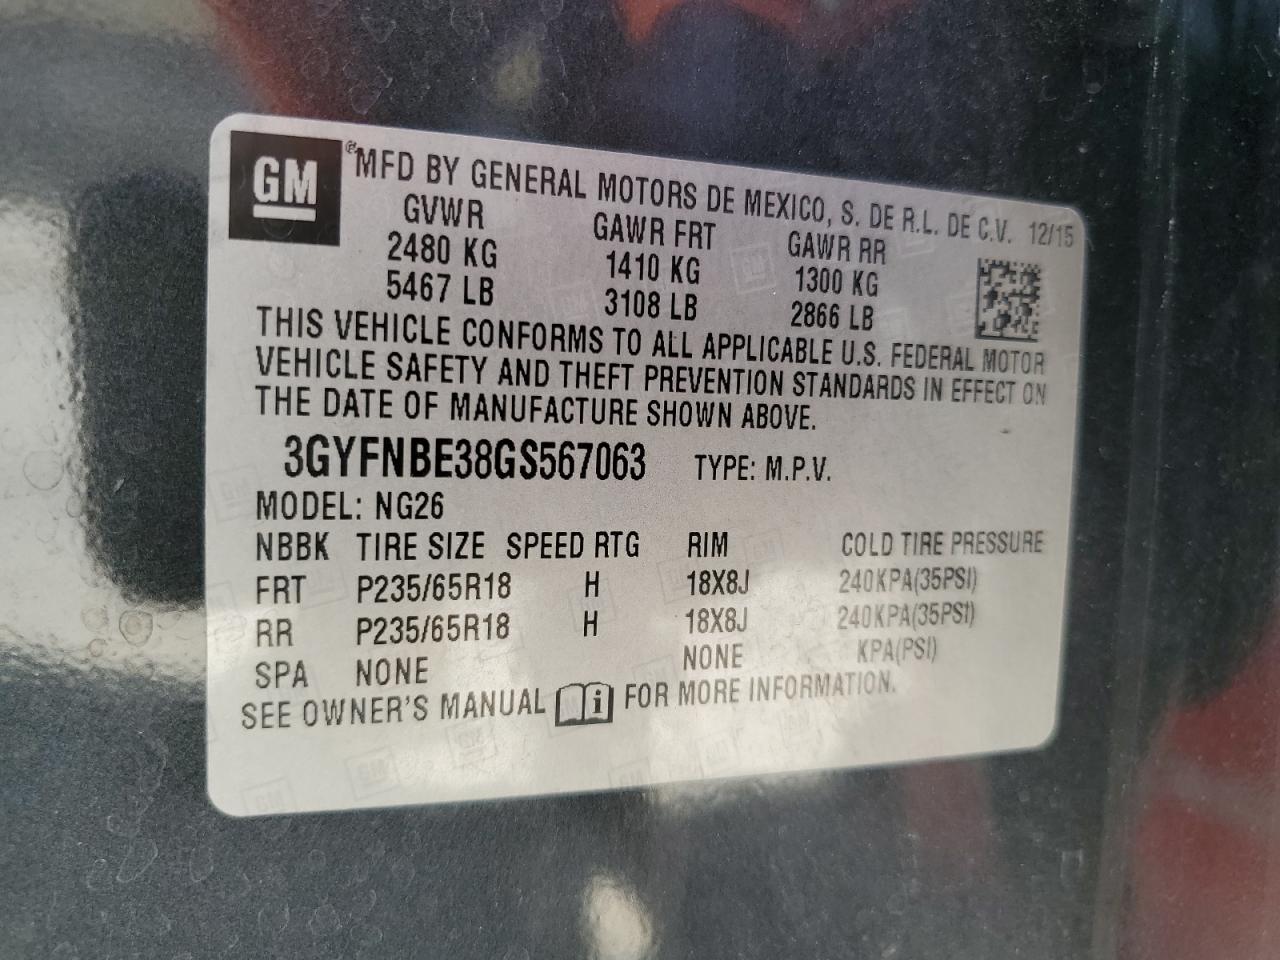 GM ® MFD BY GENERAL MOTORS DE MEXICO, S. DE R.L. DE C.V. 12/15
GVWR GAWR FRT GAWR RR
2480 KG 1410 KG 1300 KG
5467 LB 3108 LB 2866 LB
THIS VEHICLE CONFORMS TO ALL APPLICABLE U.S. FEDERAL MOTOR
VEHICLE SAFETY AND THEFT PREVENTION STANDARDS IN EFFECT ON
THE DATE OF MANUFACTURE SHOWN ABOVE.
3GYFNBE38GS567063 TYPE: M.P.V.
MODEL: NG26
NBBK TIRE SIZE SPEED RTG RIM COLD TIRE PRESSURE
FRT P235/65R18 H 18X8J 240KPA(35PSI)
RR P235/65R18 H 18X8J 240KPA(35PSI)
SPA NONE NONE KPA(PSI)
SEE OWNER'S MANUAL i FOR MORE INFORMATION.